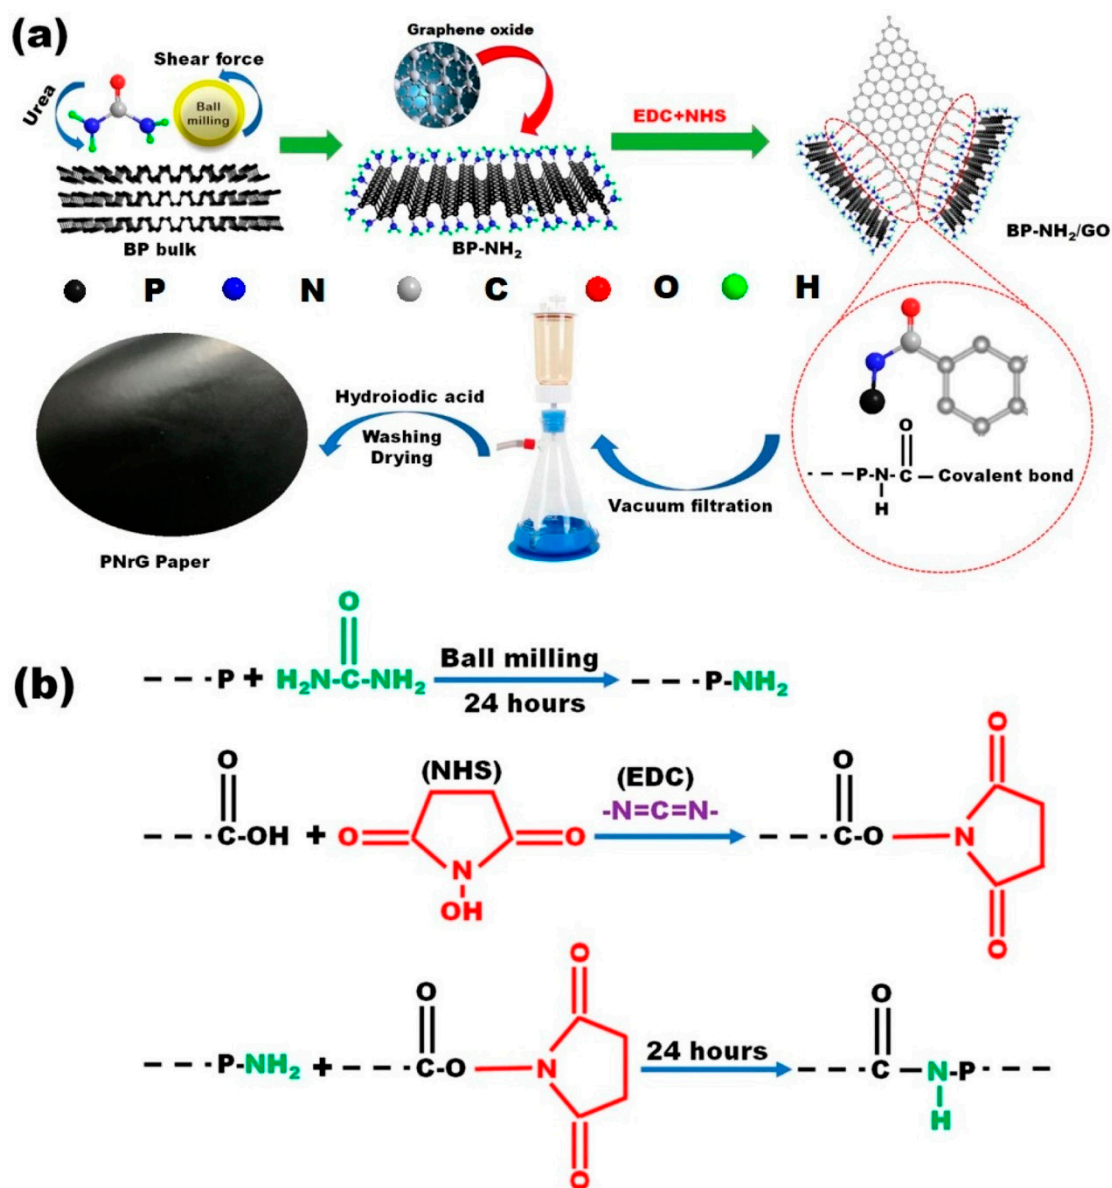 (a)
Urea
Shear force
Ball
milling
BP bulk
Graphene oxide
BP-NH₂
EDC+NHS
BP-NH₂/GO
P N C O H
PNrG Paper
Hydroiodic acid
Washing
Drying
Vacuum filtration
O
- - - P-N-C — Covalent bond
H
(b)
O
- - - P + H₂N-C-NH₂
Ball milling
24 hours
- - - P-NH₂
O
- - - C-OH + O
(NHS)
O
N
OH
(EDC)
-N=C=N-
O
- - - C-O
O
N
O
- - - P-NH₂ + - - - C-O
O
O
N
O
24 hours
O
- - - C — N-P - - -
H